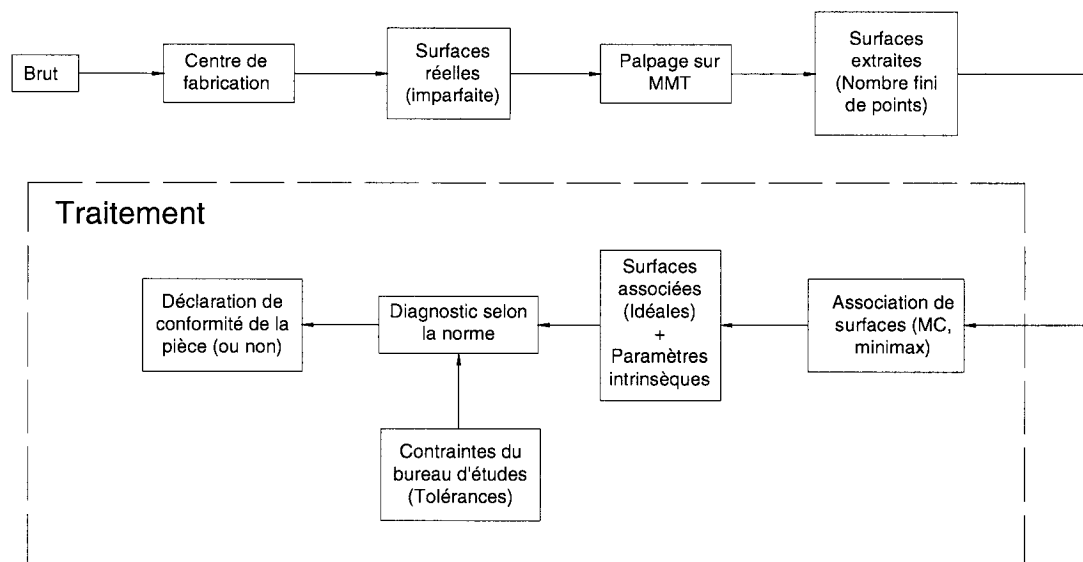 Brut
Centre de
fabrication
Surfaces
réelles
(imparfaite)
Palpage sur
MMT
Surfaces
extraites
(Nombre fini
de points)
Traitement
Déclaration de
conformité de la
pièce (ou non)
Diagnostic selon
la norme
Surfaces
associées
(Idéales)
+
Paramètres
intrinsèques
Association de
surfaces (MC,
minimax)
Contraintes du
bureau d'études
(Tolérances)